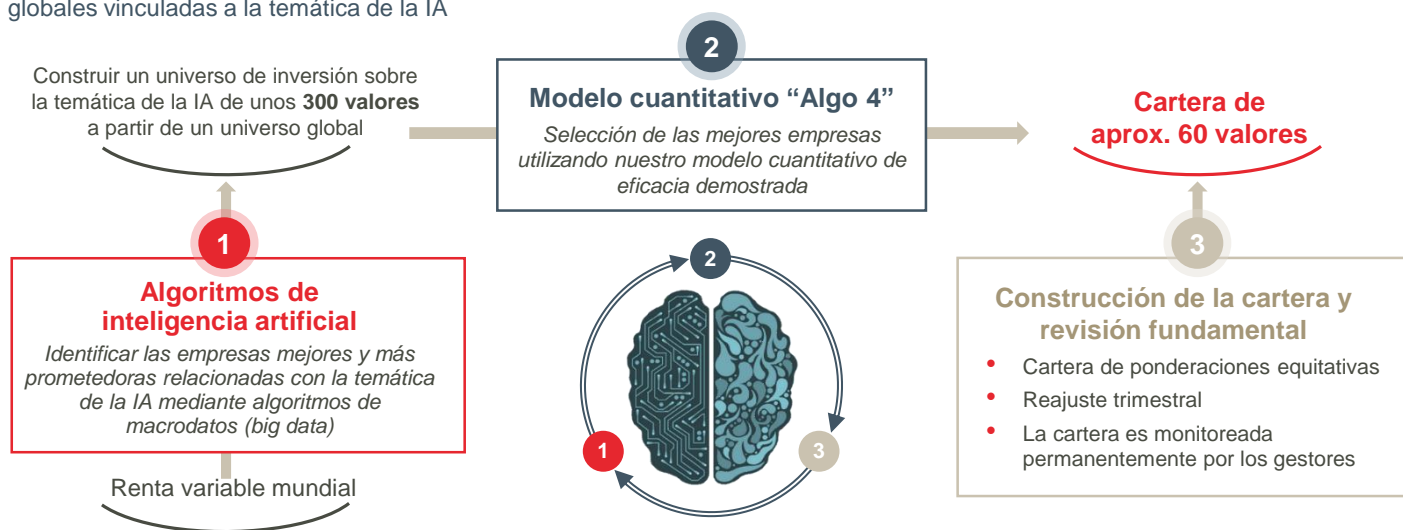 globales vinculadas a la temática de la IA
Construir un universo de inversión sobre
la temática de la IA de unos 300 valores
a partir de un universo global
1
Algoritmos de
inteligencia artificial
Identificar las empresas mejores y más
prometedoras relacionadas con la temática
de la IA mediante algoritmos de
macrodatos (big data)
Renta variable mundial
2
Modelo cuantitativo “Algo 4”
Selección de las mejores empresas
utilizando nuestro modelo cuantitativo de
eficacia demostrada
2
1
3
Cartera de
aprox. 60 valores
3
Construcción de la cartera y
revisión fundamental
• Cartera de ponderaciones equitativas
• Reajuste trimestral
• La cartera es monitoreada
permanentemente por los gestores